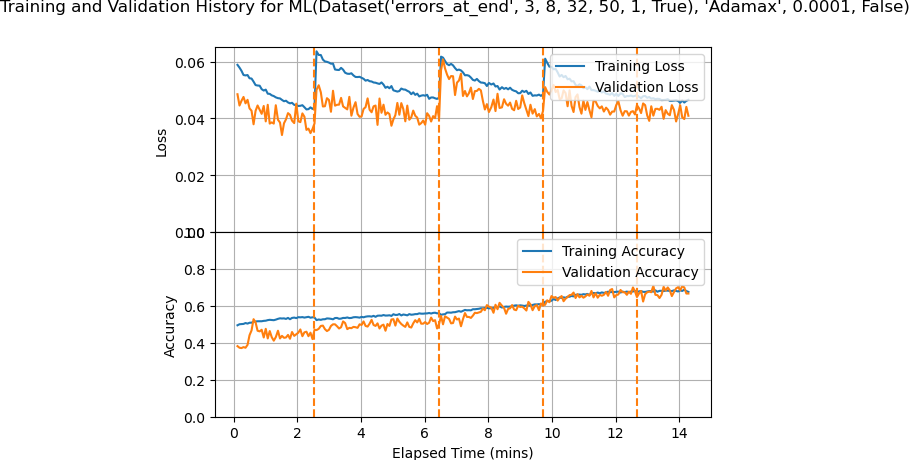 Training and Validation History for ML(Dataset('errors_at_end', 3, 8, 32, 50, 1, True), 'Adamax', 0.0001, False)
0.06
0.04
0.02
0.00
Loss
Training Loss
Validation Loss
1.0
0.8
0.6
0.4
0.2
0.0
Accuracy
Training Accuracy
Validation Accuracy
0 2 4 6 8 10 12 14
Elapsed Time (mins)